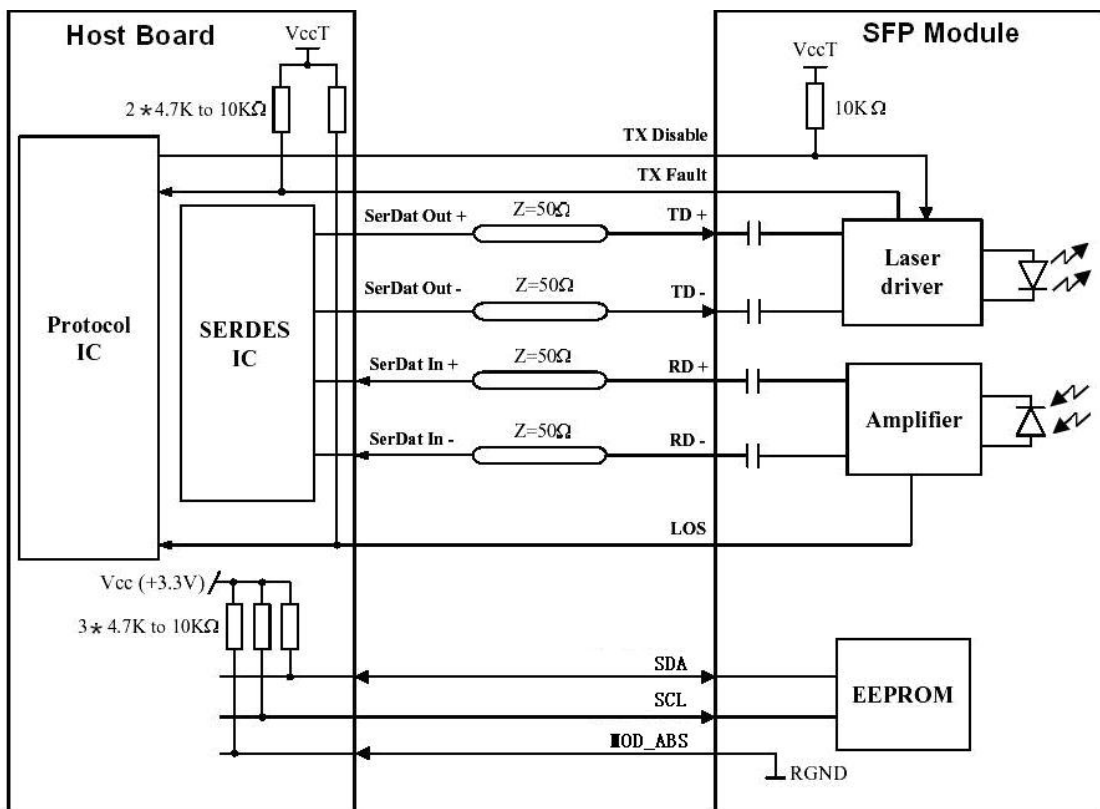 Host Board
SFP Module
VccT
VccT
2*4.7K to 10KΩ
10KΩ
TX Disable
TX Fault
SerDat Out +
Z=50Ω
TD +
SerDat Out -
Z=50Ω
TD -
Laser
driver
Protocol
IC
SERDES
IC
SerDat In +
Z=50Ω
RD +
SerDat In -
Z=50Ω
RD -
Amplifier
LOS
Vcc (+3.3V)
3*4.7K to 10KΩ
SDA
SCL
MOD_ABS
EEPROM
RGND